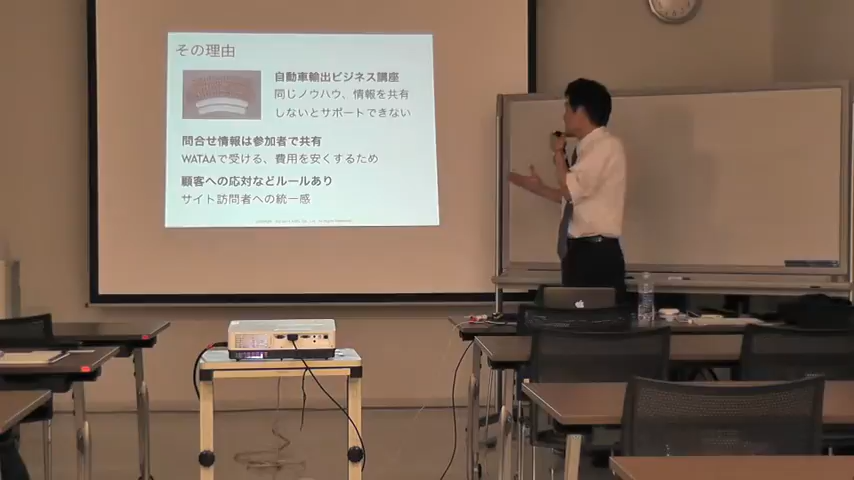 その理由
自動車輸出ビジネス講座
同じノウハウ、情報を共有
しないとサポートできない
問合せ情報は参加者で共有
WATAAで受ける、費用を安くするため
顧客への応対などルールあり
サイト訪問者への統一感